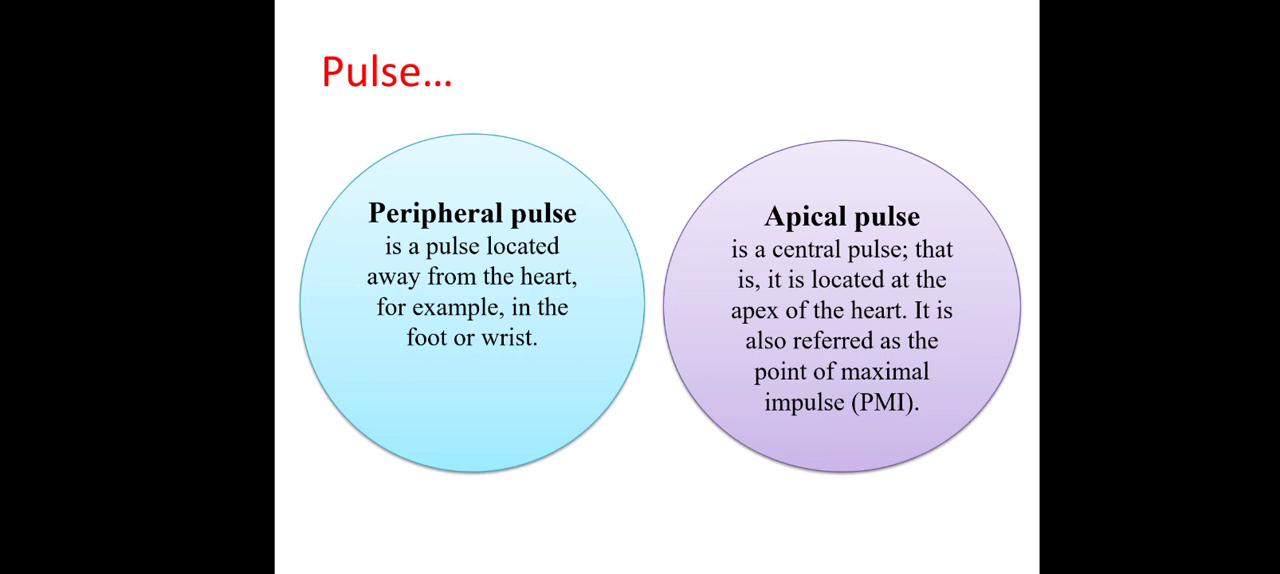 Pulse...
Peripheral pulse
is a pulse located
away from the heart,
for example, in the
foot or wrist.
Apical pulse
is a central pulse; that
is, it is located at the
apex of the heart. It is
also referred as the
point of maximal
impulse (PMI).